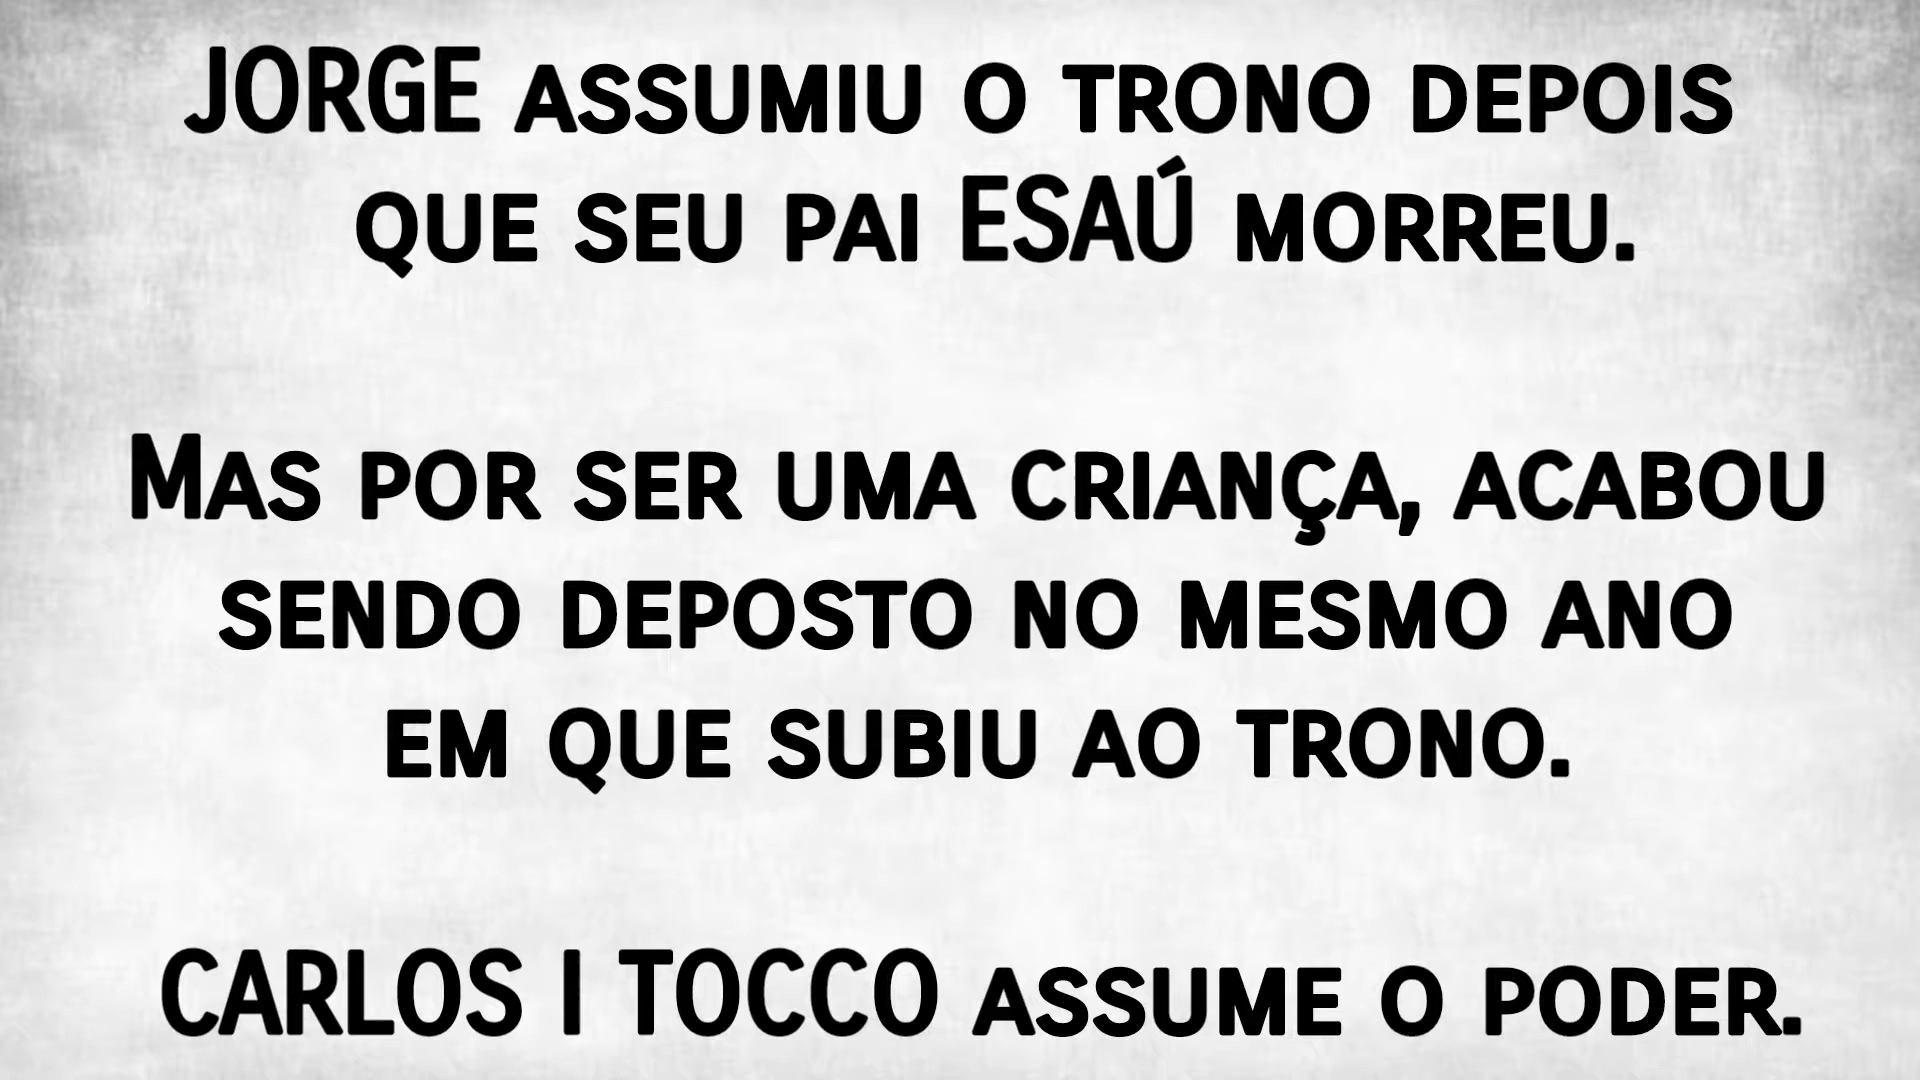 JORGE ASSUMIU O TRONO DEPOIS
QUE SEU PAI ESAÚ MORREU.
MAS POR SER UMA CRIANÇA, ACABOU
SENDO DEPOSTO NO MESMO ANO
EM QUE SUBIU AO TRONO.
CARLOS I TOCCO ASSUME O PODER.